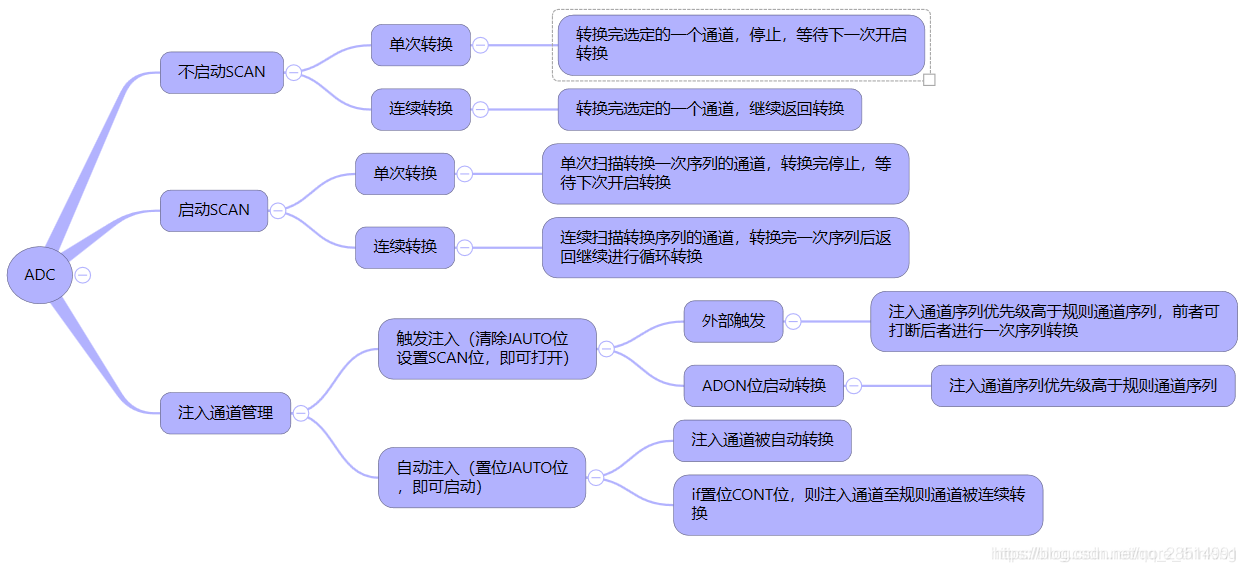 ADC
不启动SCAN
单次转换
转换完选定的一个通道，停止，等待下一次开启
转换
连续转换
转换完选定的一个通道，继续返回转换
启动SCAN
单次转换
单次扫描转换一次序列的通道，转换完停止，等
待下次开启转换
连续转换
连续扫描转换序列的通道，转换完一次序列后返
回继续进行循环转换
注入通道管理
触发注入（清除JAUTO位
设置SCAN位，即可打开）
外部触发
注入通道序列优先级高于规则通道序列，前者可
打断后者进行一次序列转换
ADON位启动转换
注入通道序列优先级高于规则通道序列
自动注入（置位JAUTO位
，即可启动）
注入通道被自动转换
if置位CONT位，则注入通道至规则通道被连续转
换